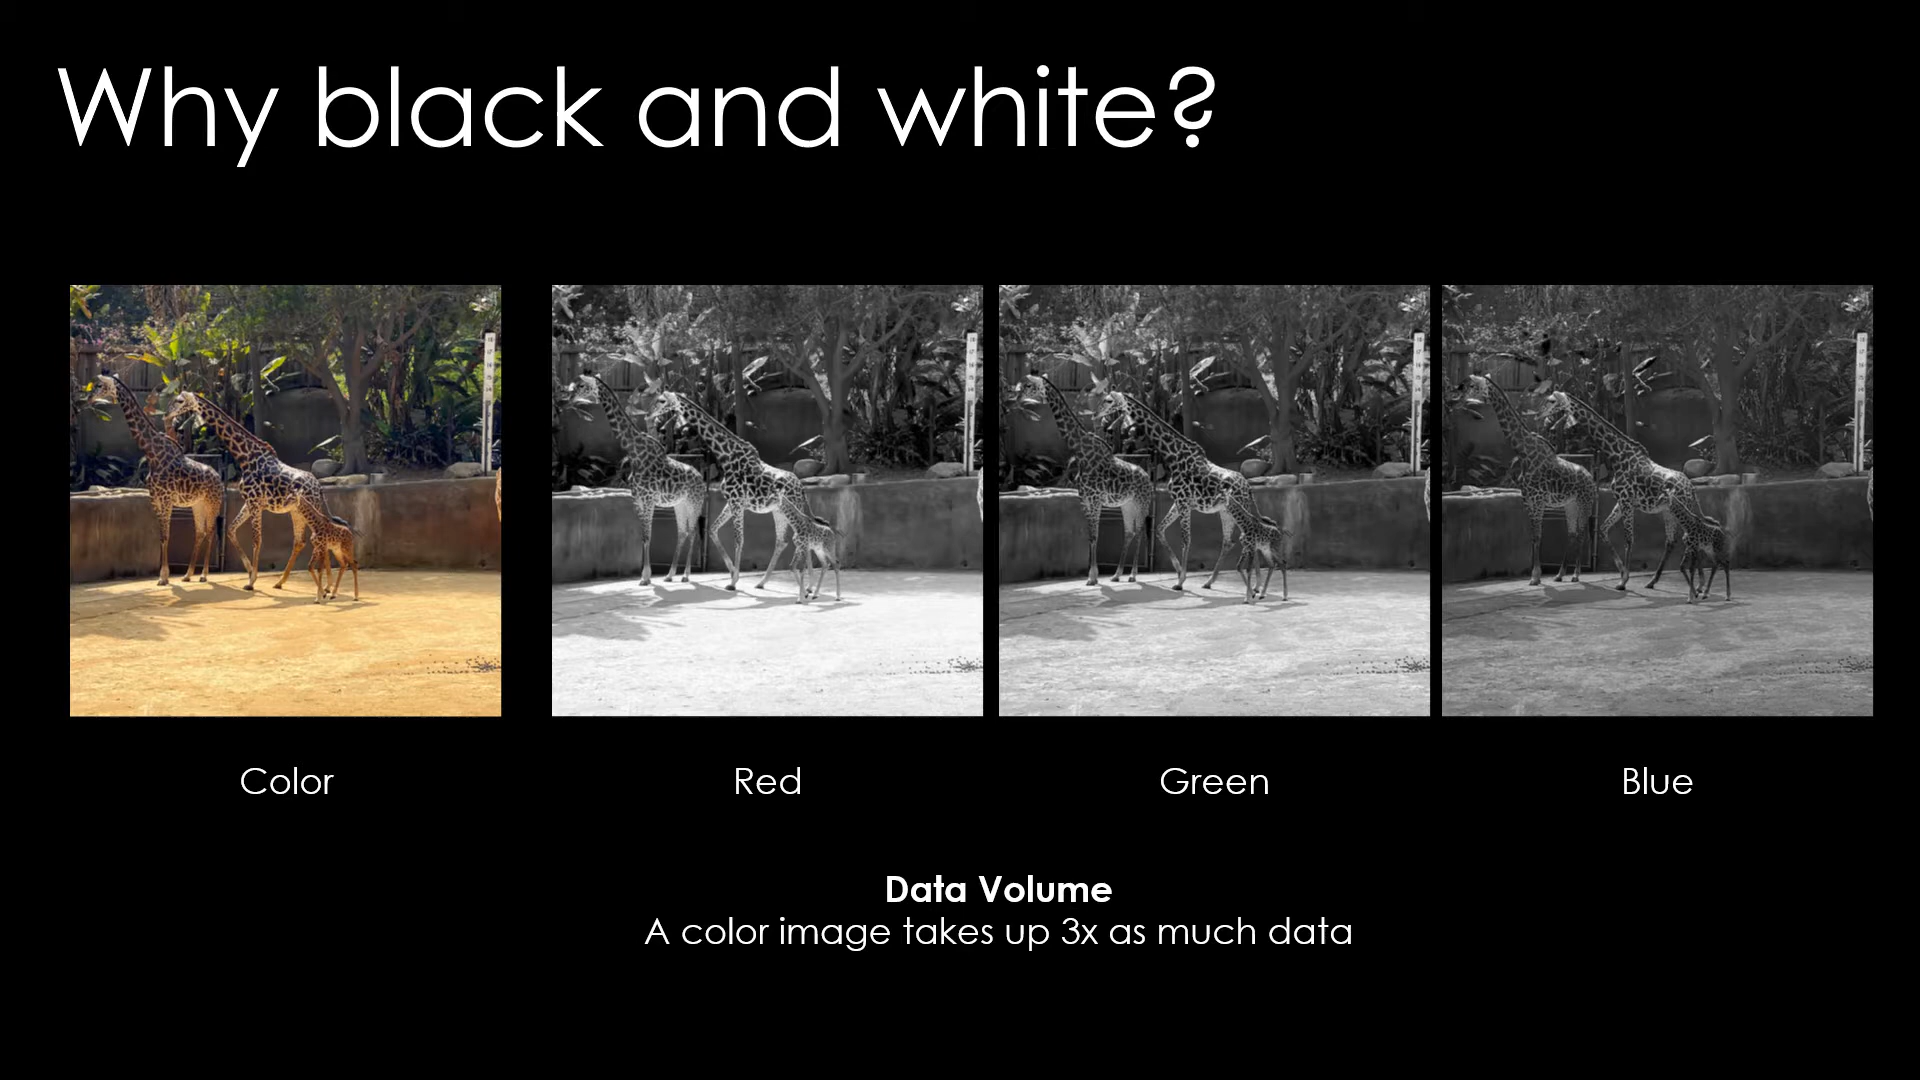 Why black and white?
Color
Red
Green
Blue
Data Volume
A color image takes up 3x as much data